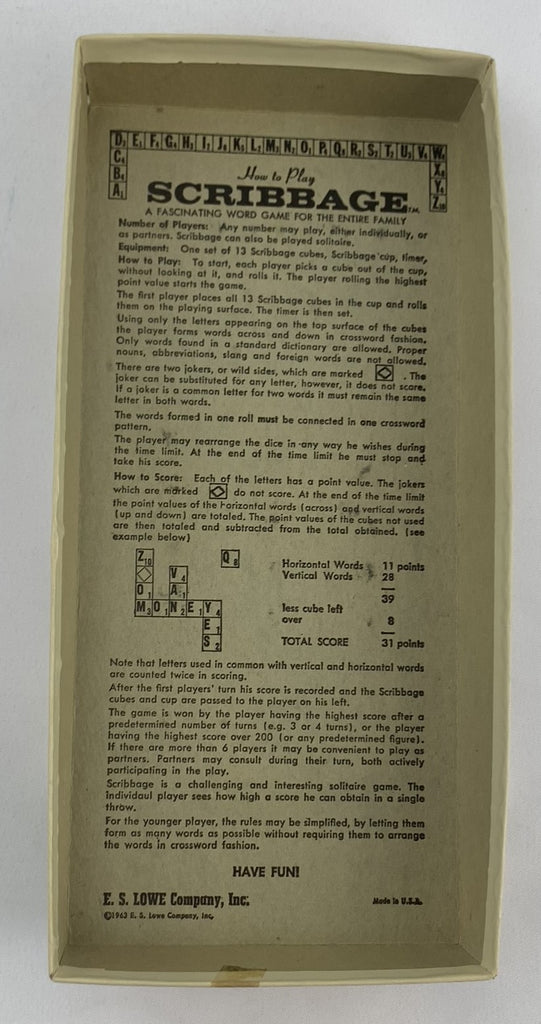 D₂E₁F₄G₃H₄I₁J₈K₅L₁M₃N₂O₁P₃Q₈R₁S₂T₁U₁V₄W₄
C₄ X₈
B₄ Y₄
A₁ Z₁₀
How to Play
SCRIBBAGE TM
A FASCINATING WORD GAME FOR THE ENTIRE FAMILY
Number of Players: Any number may play, either individually, or
as partners. Scribbage can also be played solitaire.
Equipment: One set of 13 Scribbage cubes, Scribbage cup, timer,
How to Play: To start, each player picks a cube out of the cup,
without looking at it, and rolls it. The player rolling the highest
point value starts the game.
The first player places all 13 Scribbage cubes in the cup and rolls
them on the playing surface. The timer is then set.
Using only the letters appearing on the top surface of the cubes
the player forms words across and down in crossword fashion.
Only words found in a standard dictionary are allowed. Proper
nouns, abbreviations, slang and foreign words are not allowed.
There are two jokers, or wild sides, which are marked . The
joker can be substituted for any letter, however, it does not score.
If a joker is a common letter for two words it must remain the same
letter in both words.
The words formed in one roll must be connected in one crossword
pattern.
The player may rearrange the dice in any way he wishes during
the time limit. At the end of the time limit he must stop and
take his score.
How to Score: Each of the letters has a point value. The jokers
which are marked do not score. At the end of the time limit
the point values of the horizontal words (across) and vertical words
(up and down) are totaled. The point values of the cubes not used
are then totaled and subtracted from the total obtained. (see
example below)
Z₁₀ Q₈
V₄
O₁ A₁
M₃O₁N₂E₁Y₄
E₁
S₂
Horizontal Words 11 points
Vertical Words 28
39
less cube left
over 8
TOTAL SCORE 31 points
Note that letters used in common with vertical and horizontal words
are counted twice in scoring.
After the first players' turn his score is recorded and the Scribbage
cubes and cup are passed to the player on his left.
The game is won by the player having the highest score after a
predetermined number of turns (e.g. 3 or 4 turns), or the player
having the highest score over 200 (or any predetermined figure).
If there are more than 6 players it may be convenient to play as
partners. Partners may consult during their turn, both actively
participating in the play.
Scribbage is a challenging and interesting solitaire game. The
individaul player sees how high a score he can obtain in a single
throw.
For the younger player, the rules may be simplified, by letting them
form as many words as possible without requiring them to arrange
the words in crossword fashion.
HAVE FUN!
E. S. LOWE Company, Inc.
Made in U.S.A.
©1963 E. S. Lowe Company, Inc.